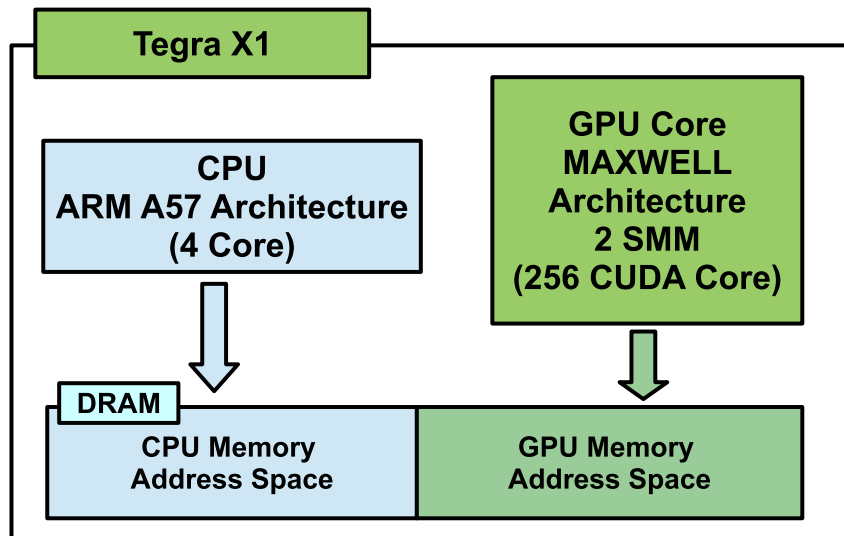 Tegra X1
CPU
ARM A57 Architecture
(4 Core)
GPU Core
MAXWELL
Architecture
2 SMM
(256 CUDA Core)
DRAM
CPU Memory
Address Space
GPU Memory
Address Space